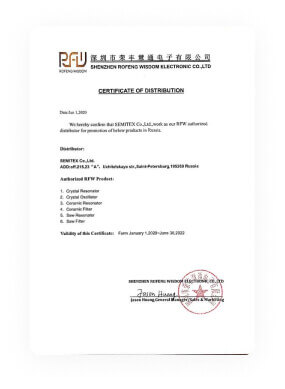 RFW
ROFENG WISDOM
深圳市荣丰慧通电子有限公司
SHENZHEN ROFENG WISDOM ELECTRONIC CO.,LTD
CERTIFICATE OF DISTRIBUTION
Date:Jan 1,2020
We hereby confirm that SEMITEX Co.,Ltd.,work as our RFW authorized
distributor for promotion of below products in Russia.
Distributor:
SEMITEX Co.,Ltd.
ADD:off.216,23 "A", Uchitelskaya str.,Saint-Petersburg,195269 Russia
Authorized RFW Product:
1. Crystal Resonator
2. Crystal Oscillator
3. Ceramic Resonator
4. Ceramic Filter
5. Saw Resonator
6. Saw Filter
Validity of this Certificate: Form January 1,2020~June 30,2022
SHENZHEN ROFENG WISDOM ELECTRONIC CO.,LTD
Jason Huang
Jason Huang,General Manager/Sales & Marketing